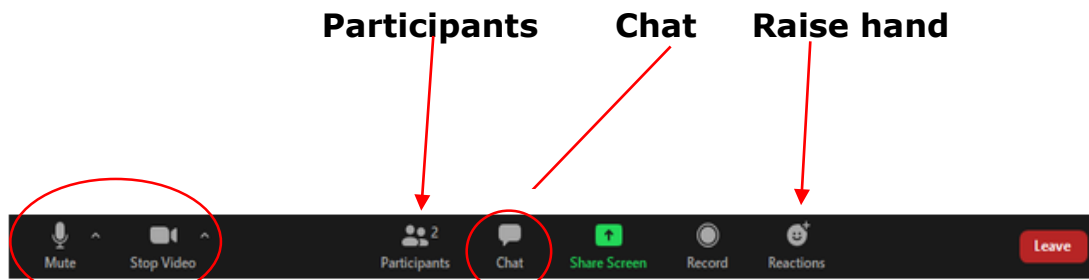 Participants Chat Raise hand
2
Mute Stop Video Participants Chat Share Screen Record Reactions Leave